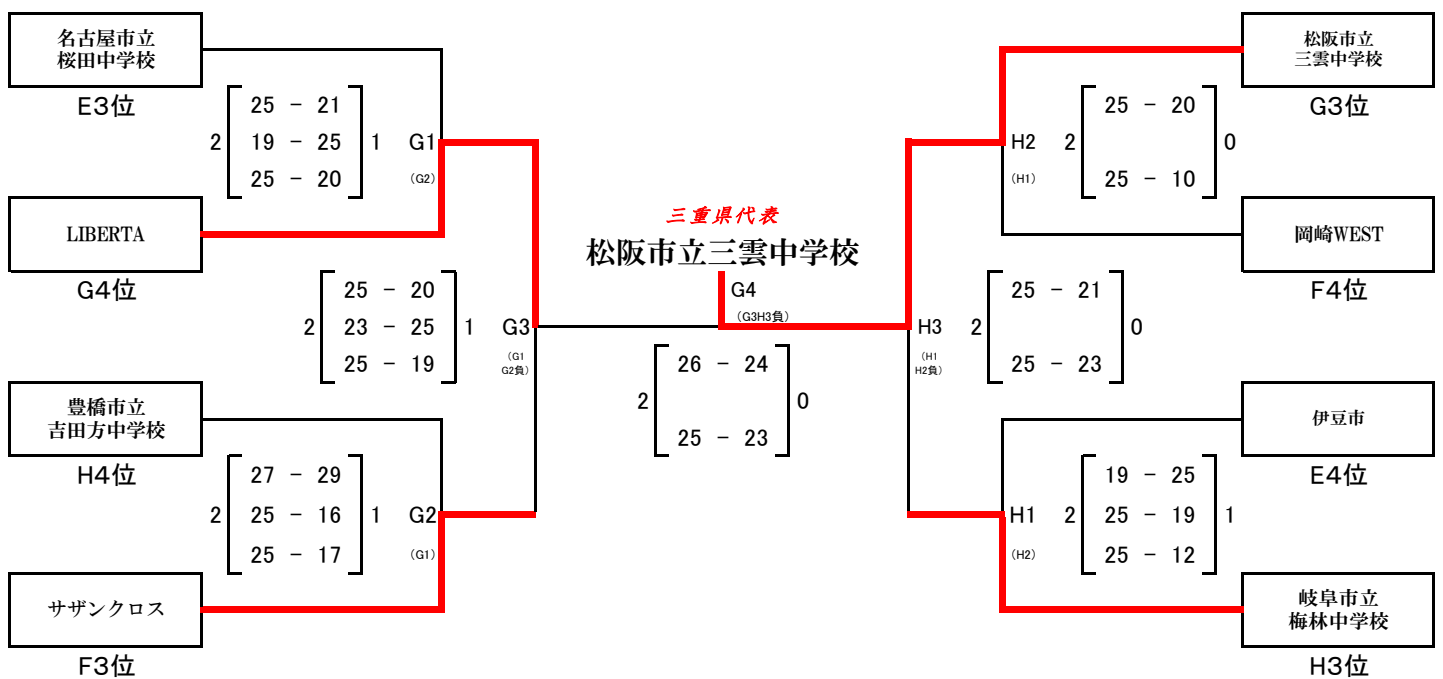 名古屋市立
桜田中学校
E3位
2 25 − 21 1 G1
19 − 25
25 − 20 (G2)
LIBERTA
G4位
2 25 − 20 1 G3
23 − 25
25 − 19 (G1
G2負)
豊橋市立
吉田方中学校
H4位
2 27 − 29 1 G2
25 − 16
25 − 17 (G1)
サザンクロス
F3位
三重県代表
松阪市立三雲中学校
G4
(G3H3負)
26 − 24
2 0
25 − 23
松阪市立
三雲中学校
G3位
25 − 20
H2 2 0
(H1) 25 − 10
岡崎WEST
F4位
25 − 21
H3 2 0
(H1
H2負) 25 − 23
伊豆市
E4位
19 − 25
H1 2 25 − 19 1
(H2) 25 − 12
岐阜市立
梅林中学校
H3位